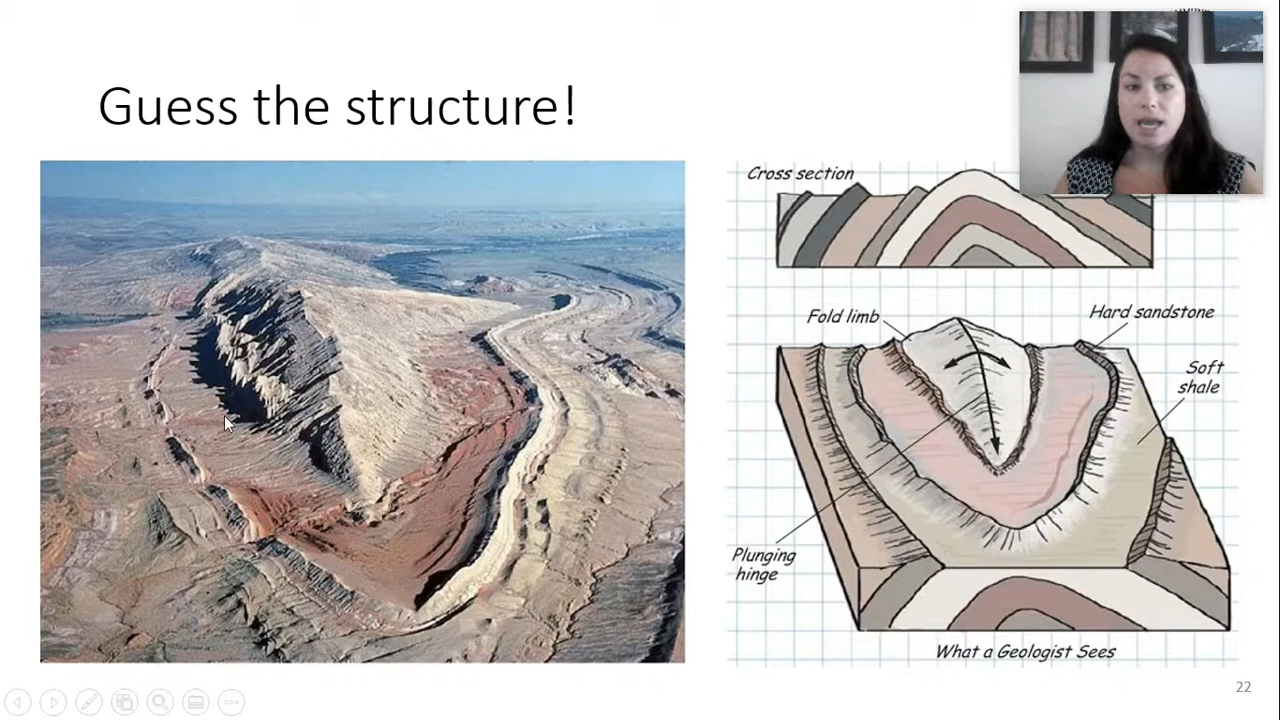 Guess the structure!
Cross section
Fold limb
Hard sandstone
Soft
shale
Plunging
hinge
What a Geologist Sees
22